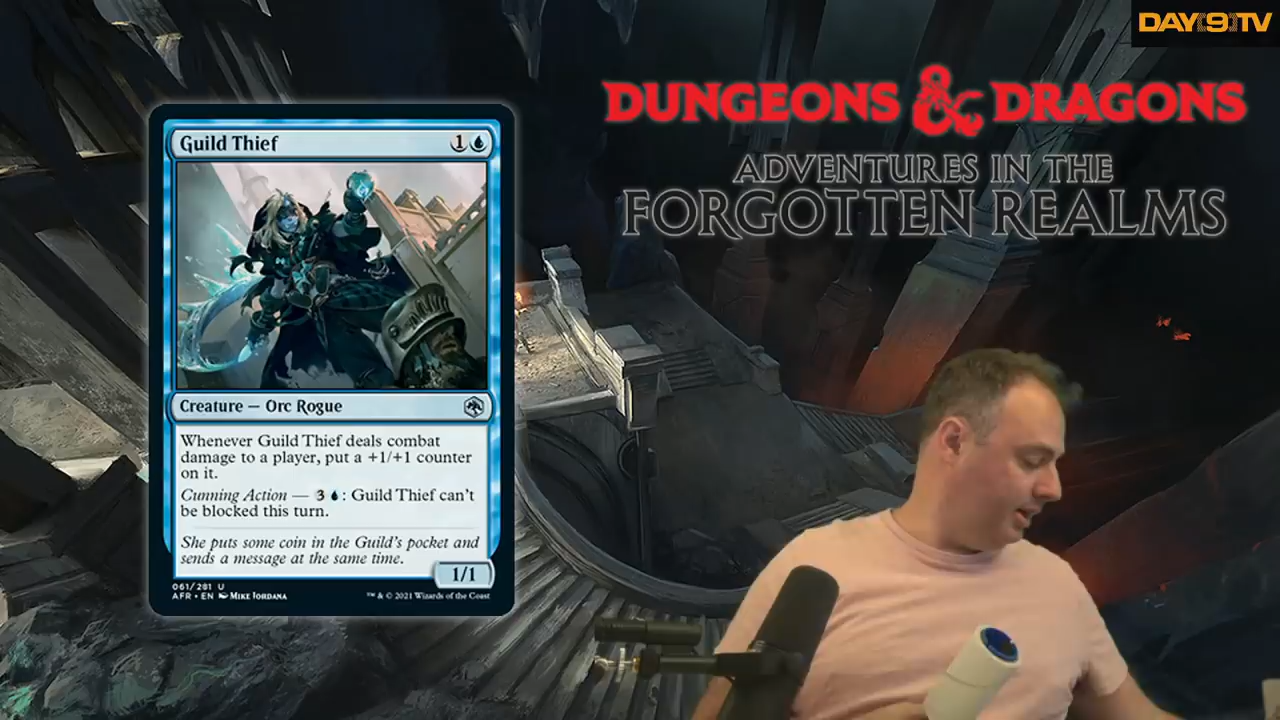 DAY[9]TV
DUNGEONS & DRAGONS
ADVENTURES IN THE
FORGOTTEN REALMS
Guild Thief 1
Creature — Orc Rogue
Whenever Guild Thief deals combat
damage to a player, put a +1/+1 counter
on it.
Cunning Action — 3 : Guild Thief can't
be blocked this turn.
She puts some coin in the Guild's pocket and
sends a message at the same time.
1/1
061/281 U
AFR • EN Mike Jordana
™ & © 2021 Wizards of the Coast